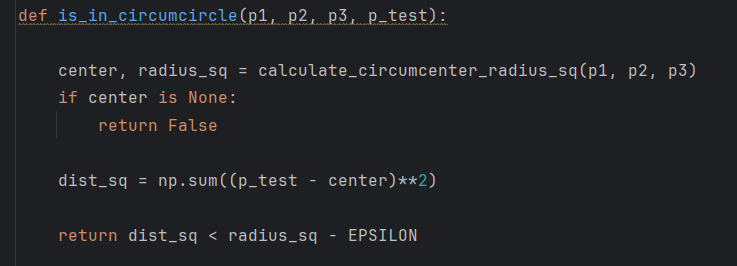 def is_in_circumcircle(p1, p2, p3, p_test):
center, radius_sq = calculate_circumcenter_radius_sq(p1, p2, p3)
if center is None:
return False
dist_sq = np.sum((p_test - center)**2)
return dist_sq < radius_sq - EPSILON